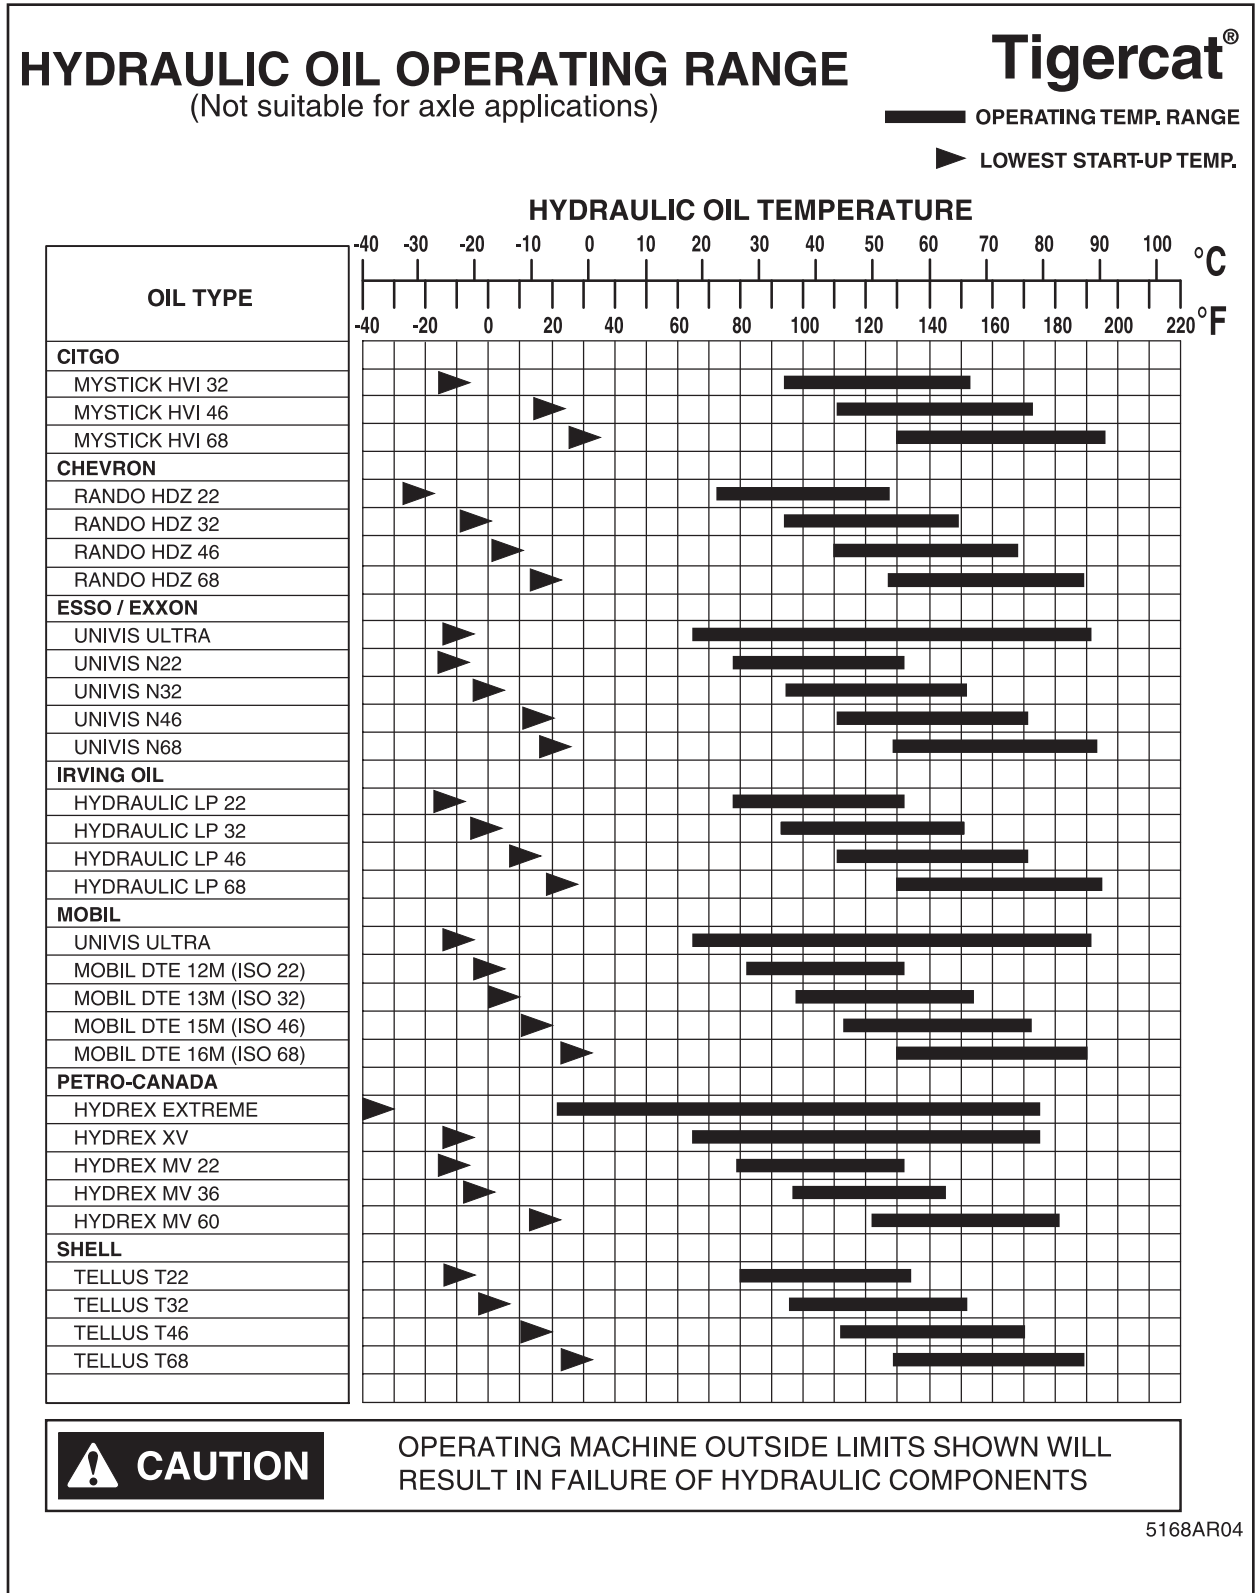 HYDRAULIC OIL OPERATING RANGE
(Not suitable for axle applications)
Tigercat®
OPERATING TEMP. RANGE
LOWEST START-UP TEMP.
HYDRAULIC OIL TEMPERATURE
-40 -30 -20 -10 0 10 20 30 40 50 60 70 80 90 100 °C
OIL TYPE
-40 -20 0 20 40 60 80 100 120 140 160 180 200 220 °F
CITGO
MYSTICK HVI 32
MYSTICK HVI 46
MYSTICK HVI 68
CHEVRON
RANDO HDZ 22
RANDO HDZ 32
RANDO HDZ 46
RANDO HDZ 68
ESSO / EXXON
UNIVIS ULTRA
UNIVIS N22
UNIVIS N32
UNIVIS N46
UNIVIS N68
IRVING OIL
HYDRAULIC LP 22
HYDRAULIC LP 32
HYDRAULIC LP 46
HYDRAULIC LP 68
MOBIL
UNIVIS ULTRA
MOBIL DTE 12M (ISO 22)
MOBIL DTE 13M (ISO 32)
MOBIL DTE 15M (ISO 46)
MOBIL DTE 16M (ISO 68)
PETRO-CANADA
HYDREX EXTREME
HYDREX XV
HYDREX MV 22
HYDREX MV 36
HYDREX MV 60
SHELL
TELLUS T22
TELLUS T32
TELLUS T46
TELLUS T68
CAUTION
OPERATING MACHINE OUTSIDE LIMITS SHOWN WILL
RESULT IN FAILURE OF HYDRAULIC COMPONENTS
5168AR04